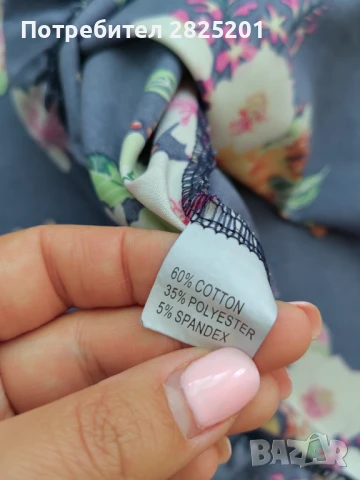 Потребител 2825201
60% COTTON
35% POLYESTER
5% SPANDEX
BAZAR